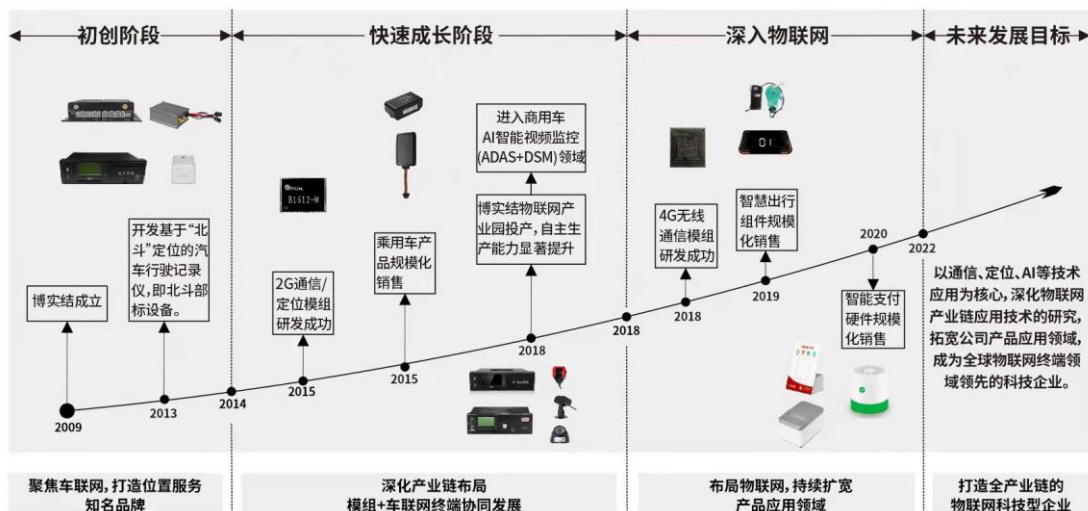 初创阶段
快速成长阶段
深入物联网
未来发展目标
博实结成立
2009
开发基于“北
斗”定位的汽
车行驶记录
仪,即北斗部
标设备。
2013
2014
B1612-M
2G通信/
定位模组
研发成功
2015
乘用车产
品规模化
销售
2015
进入商用车
AI智能视频监控
(ADAS+DSM)领域
博实结物联网产
业园投产,自主生
产能力显著提升
2018
2018
4G无线
通信模组
研发成功
2018
01
智慧出行
组件规模
化销售
2019
2020
智能支付
硬件规模
化销售
2022
以通信、定位、AI等技术
应用为核心,深化物联网
产业链应用技术的研究,
拓宽公司产品应用领域,
成为全球物联网终端领
域领先的科技企业。
聚焦车联网,打造位置服务
知名品牌
深化产业链布局
模组+车联网终端协同发展
布局物联网,持续扩宽
产品应用领域
打造全产业链的
物联网科技型企业